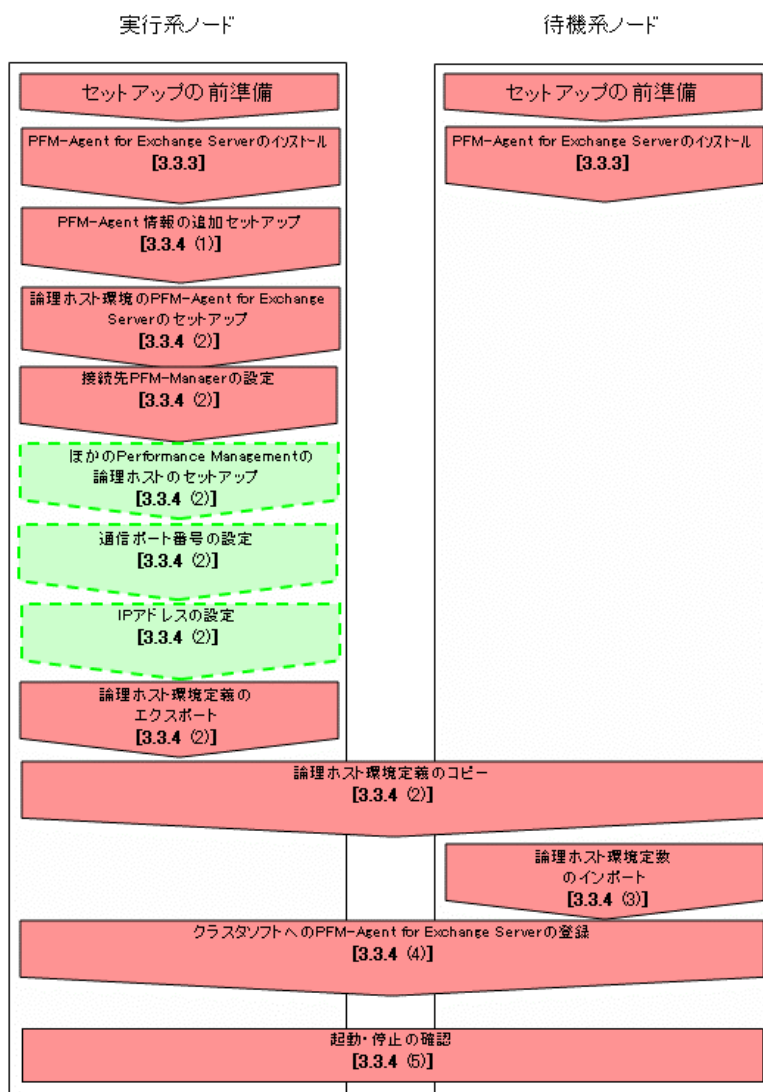 実行系ノード
待機系ノード
セットアップの前準備
セットアップの前準備
PFM-Agent for Exchange Serverのインストール
[3.3.3]
PFM-Agent for Exchange Serverのインストール
[3.3.3]
PFM-Agent 情報の追加セットアップ
[3.3.4 (1)]
論理ホスト環境のPFM-Agent for Exchange
Serverのセットアップ
[3.3.4 (2)]
接続先PFM-Managerの設定
[3.3.4 (2)]
ほかのPerformance Managementの
論理ホストのセットアップ
[3.3.4 (2)]
通信ポート番号の設定
[3.3.4 (2)]
IPアドレスの設定
[3.3.4 (2)]
論理ホスト環境定義の
エクスポート
[3.3.4 (2)]
論理ホスト環境定義のコピー
[3.3.4 (2)]
論理ホスト環境定数
のインポート
[3.3.4 (3)]
クラスタソフトへのPFM-Agent for Exchange Serverの登録
[3.3.4 (4)]
起動・停止の確認
[3.3.4 (5)]